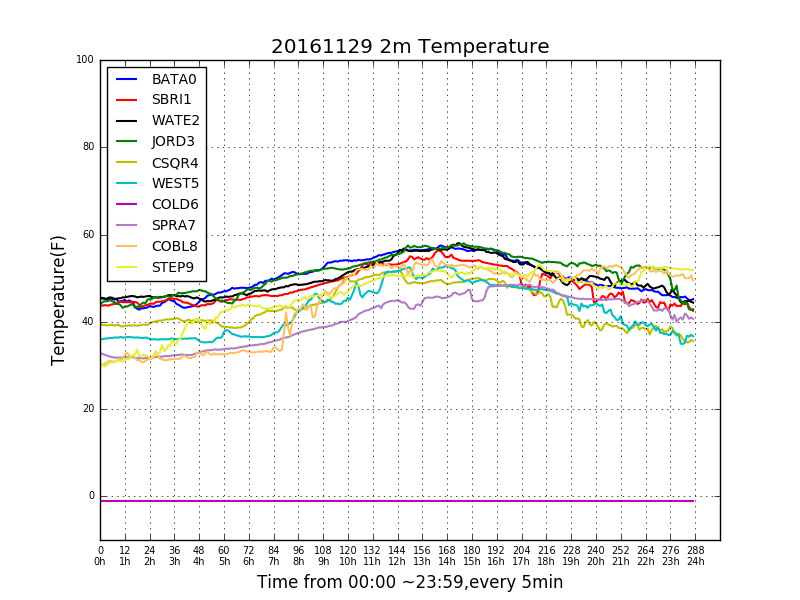 20161129 2m Temperature
100
80
60
40
20
0
Temperature(F)
BATA0
SBRI1
WATE2
JORD3
CSQR4
WEST5
COLD6
SPRA7
COBL8
STEP9
0 12 24 36 48 60 72 84 96 108 120 132 144 156 168 180 192 204 216 228 240 252 264 276 288
0h 1h 2h 3h 4h 5h 6h 7h 8h 9h 10h 11h 12h 13h 14h 15h 16h 17h 18h 19h 20h 21h 22h 23h 24h
Time from 00:00 ~23:59,every 5min